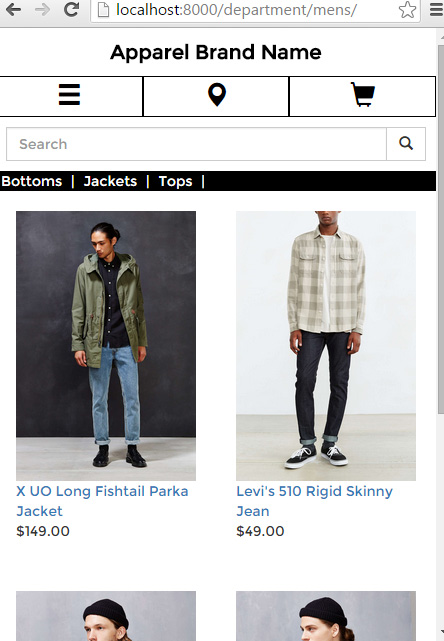 localhost:8000/department/mens/
Apparel Brand Name
Search
Bottoms | Jackets | Tops |
X UO Long Fishtail Parka
Jacket
$149.00
Levi's 510 Rigid Skinny
Jean
$49.00